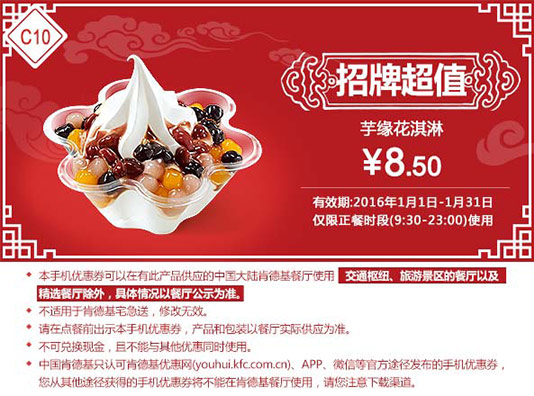 C10
招牌超值
芋缘花淇淋
¥8.50
有效期:2016年1月1日-1月31日
仅限正餐时段(9:30-23:00)使用
本手机优惠券可以在有此产品供应的中国大陆肯德基餐厅使用 交通枢纽、旅游景区的餐厅以及
精选餐厅除外，具体情况以餐厅公示为准。
不适用于肯德基宅急送，修改无效。
请在点餐前出示本手机优惠券，产品和包装以餐厅实际供应为准。
不可兑换现金，且不能与其他优惠同时使用。
中国肯德基只认可肯德基优惠网(youhui.kfc.com.cn)、APP、微信等官方途径发布的手机优惠券，
您从其他途径获得的手机优惠券将不能在肯德基餐厅使用，请您注意下载渠道。